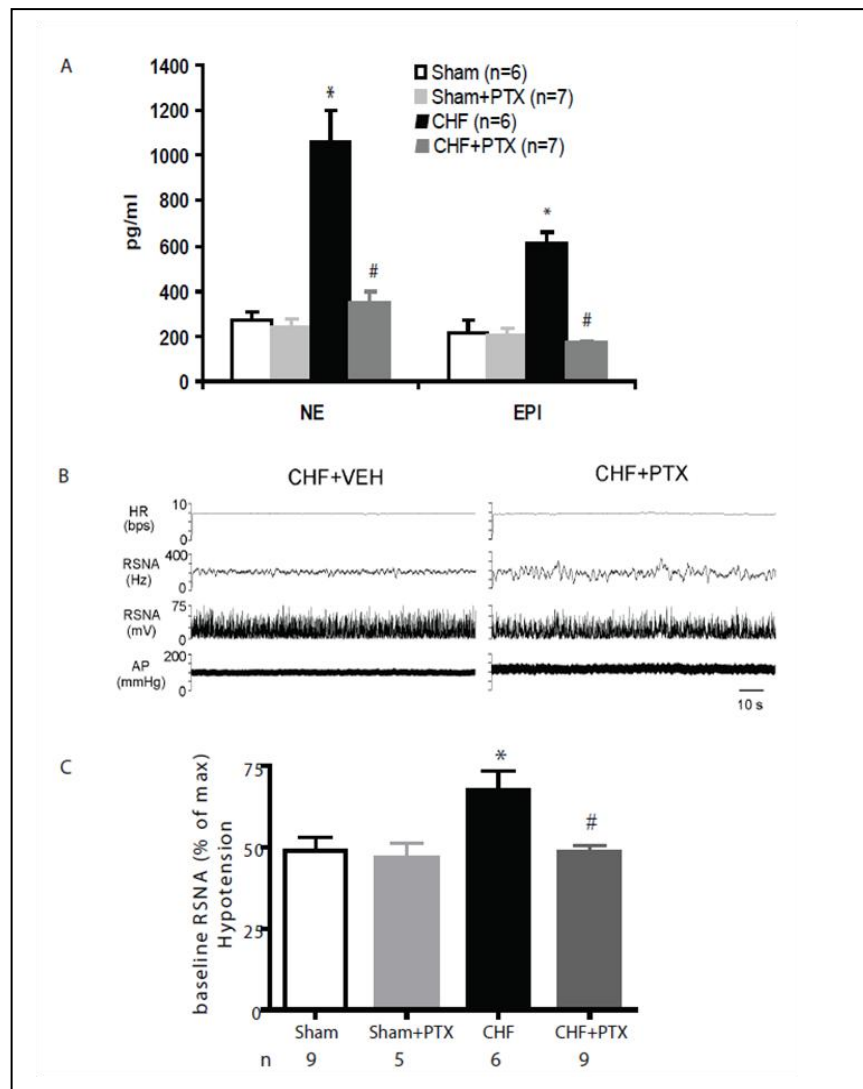 A
1400
1200
1000
800
600
400
200
0
pg/ml
Sham (n=6)
Sham+PTX (n=7)
CHF (n=6)
CHF+PTX (n=7)
*
#
*
#
NE
EPI
B
CHF+VEH
CHF+PTX
HR
(bps)
10
0
RSNA
(Hz)
400
0
RSNA
(mV)
75
0
AP
(mmHg)
200
0
10 s
C
baseline RSNA (% of max)
Hypotension
75
50
25
0
*
#
Sham Sham+PTX CHF CHF+PTX
n 9 5 6 9